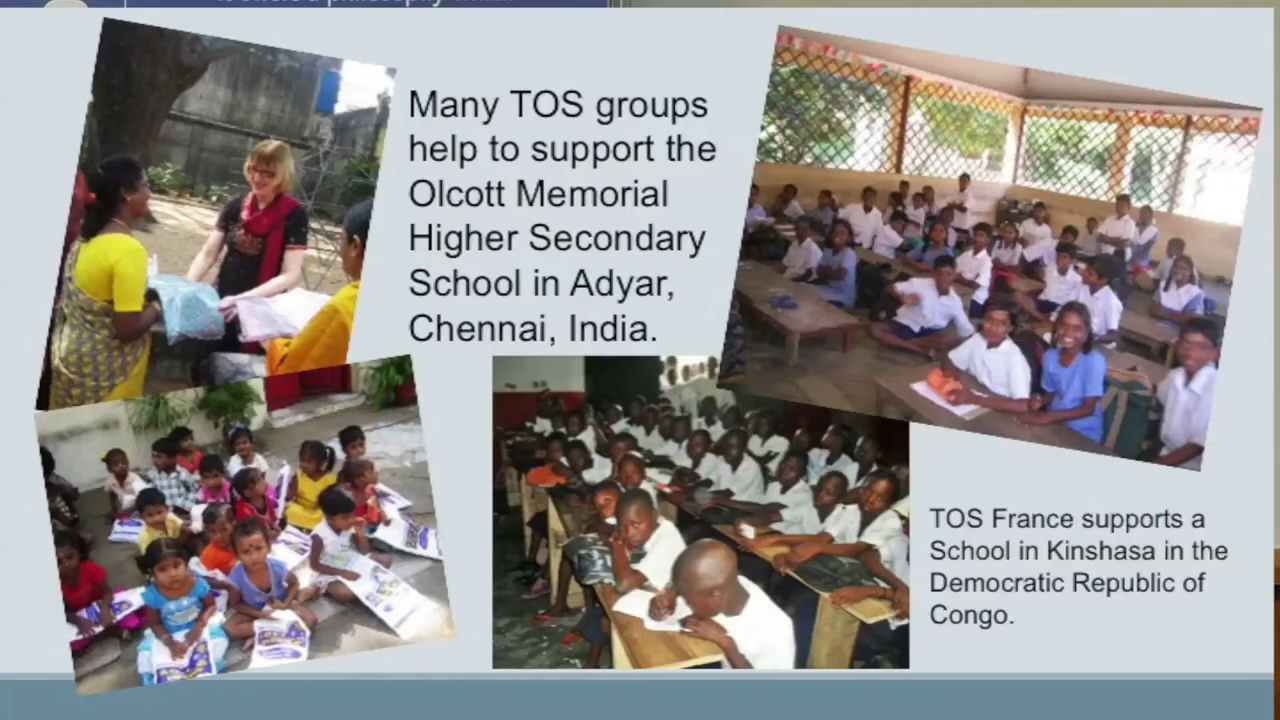 Many TOS groups
help to support the
Olcott Memorial
Higher Secondary
School in Adyar,
Chennai, India.
TOS France supports a
School in Kinshasa in the
Democratic Republic of
Congo.